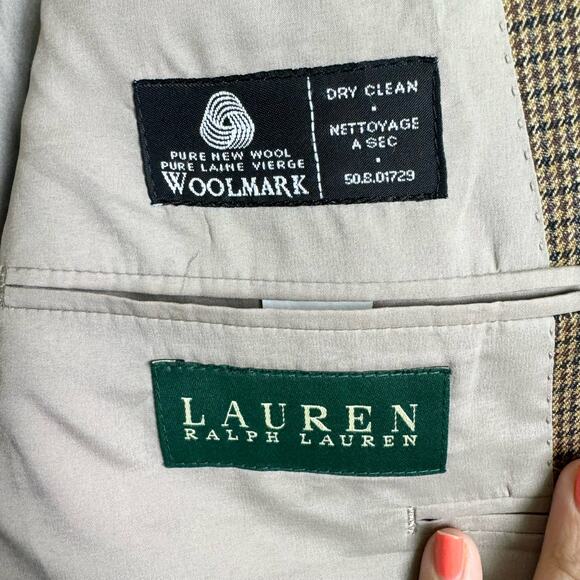 PURE NEW WOOL
PURE LAINE VIERGE
WOOLMARK
DRY CLEAN
•
NETTOYAGE
A SEC
•
50.8.01729
LAUREN
RALPH LAUREN